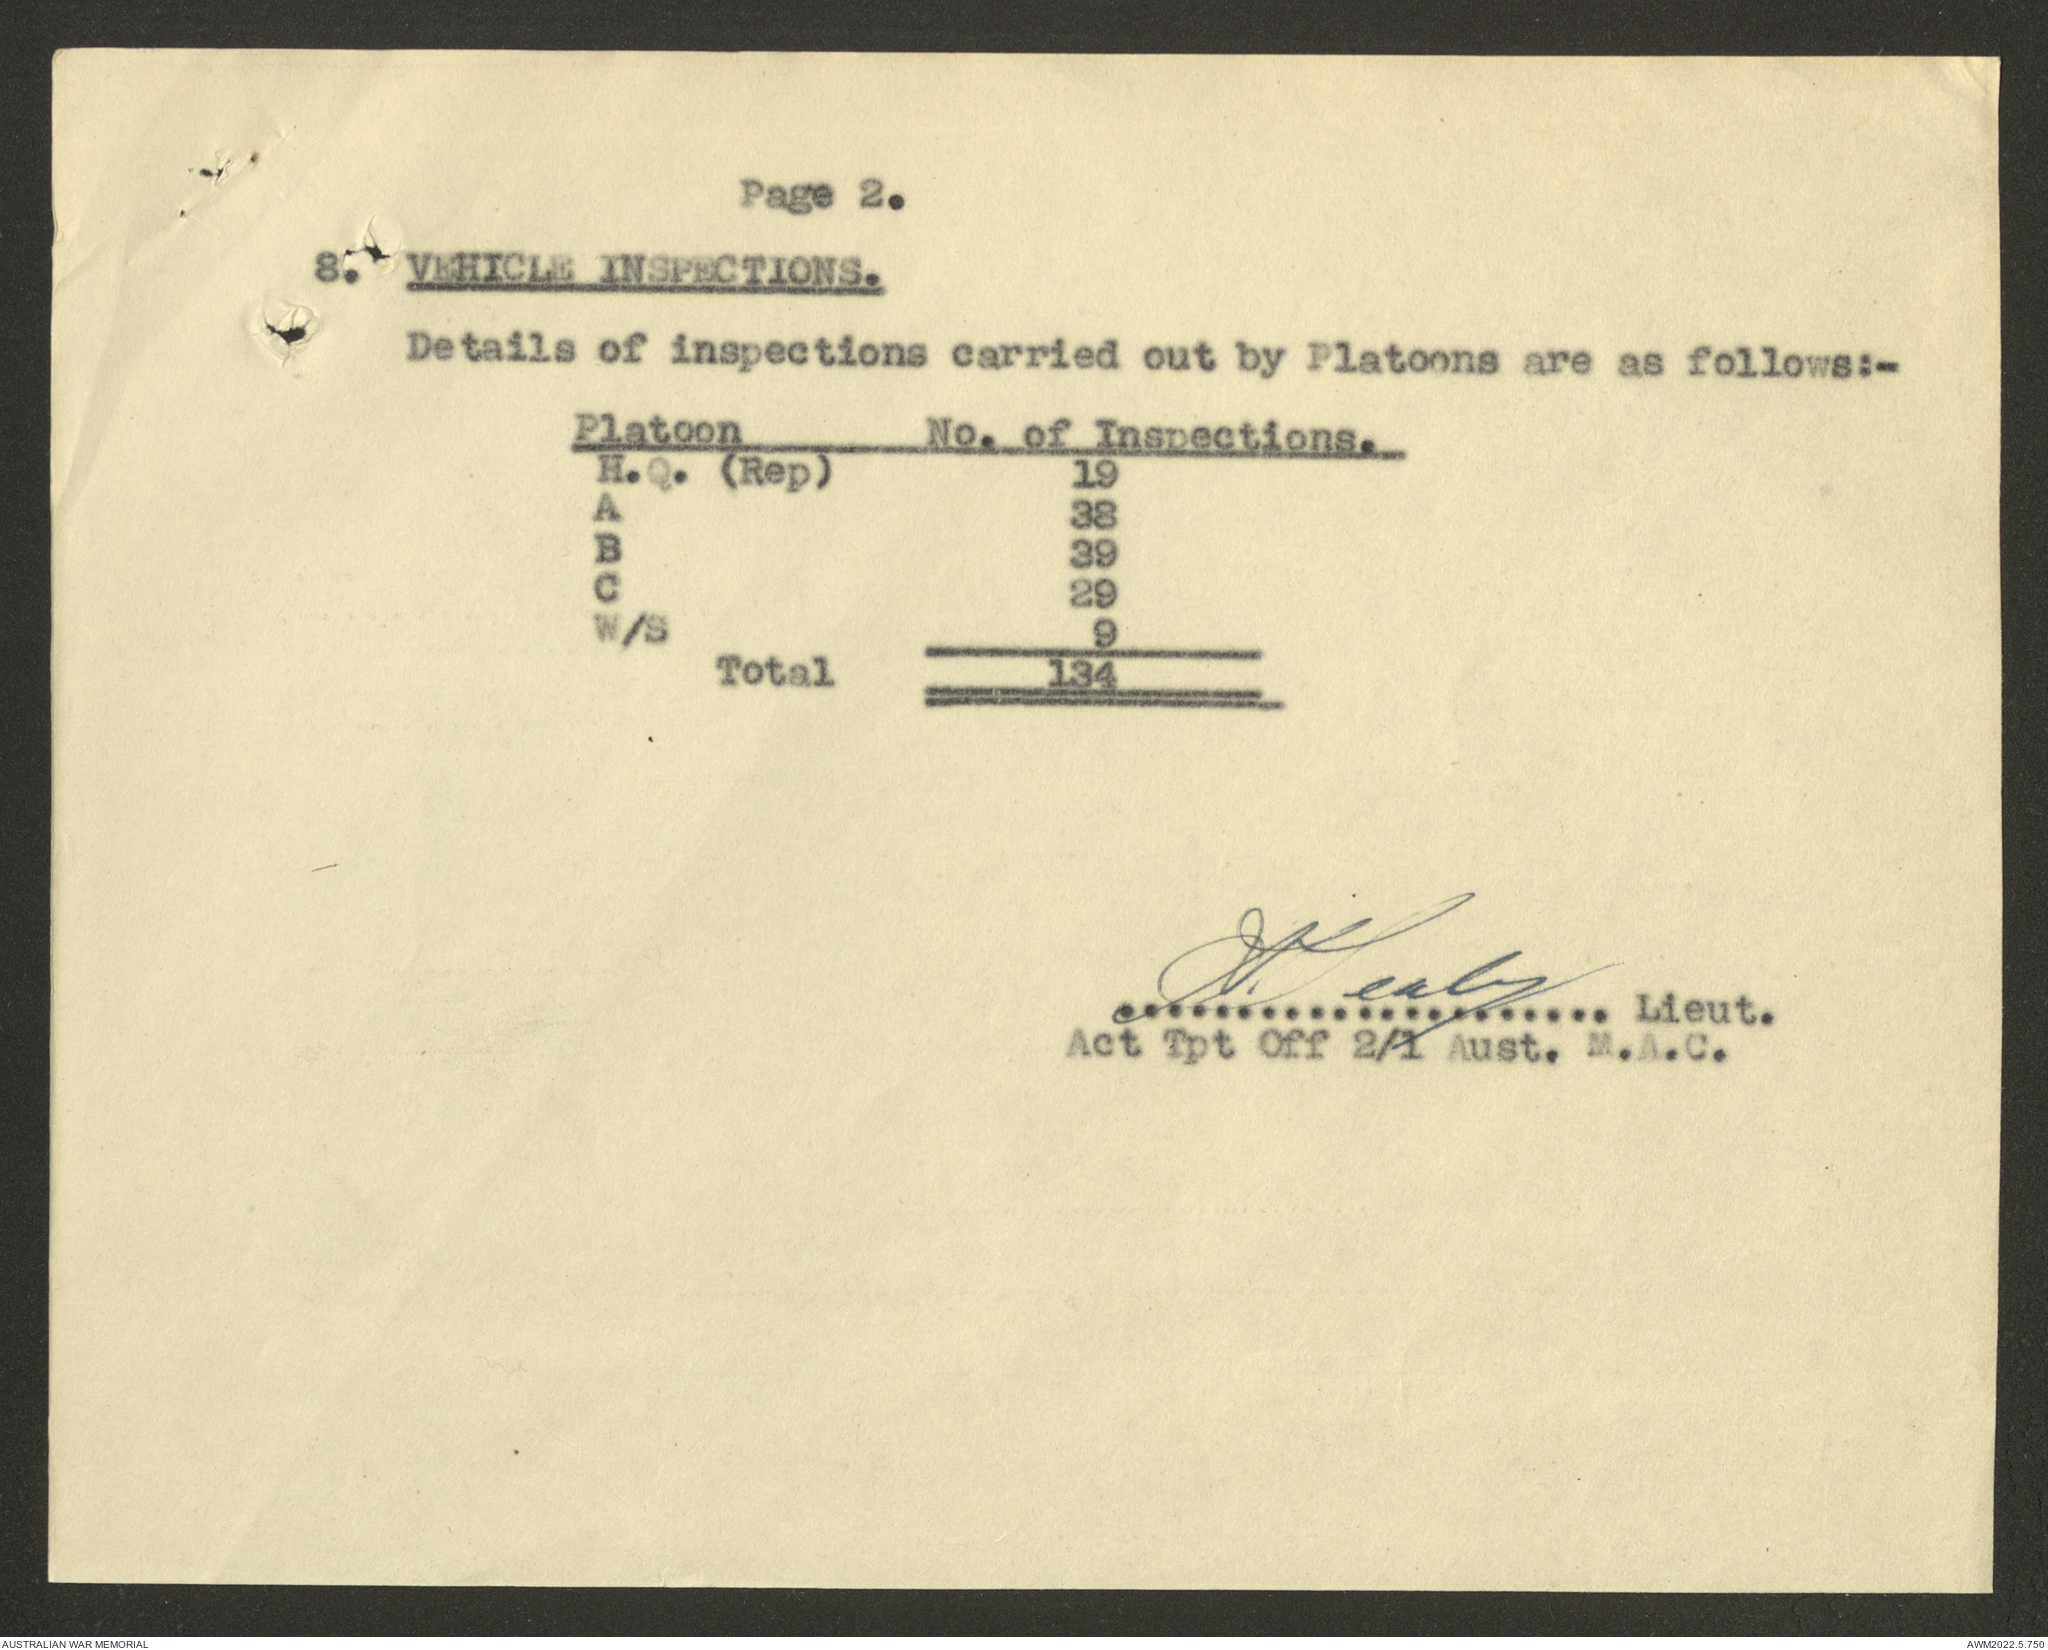 Page 2.
8. VEHICLE INSPECTIONS.
Details of inspections carried out by Platoons are as follows:-
Platoon No. of Inspections.
H.Q. (Rep) 19
A 38
B 39
C 29
W/S 9
Total 134
.................... Lieut.
Act Tpt Off 2/1 Aust. M.A.C.
AUSTRALIAN WAR MEMORIAL
AWM2022.5.750